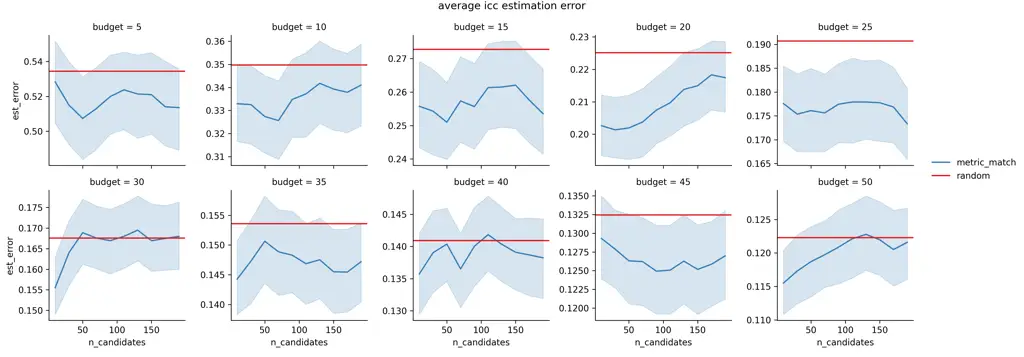 average icc estimation error
budget = 5
budget = 10
budget = 15
budget = 20
budget = 25
est_error
0.54
0.52
0.50
0.36
0.35
0.34
0.33
0.32
0.31
0.27
0.26
0.25
0.24
0.23
0.22
0.21
0.20
0.190
0.185
0.180
0.175
0.170
0.165
metric_match
random
budget = 30
budget = 35
budget = 40
budget = 45
budget = 50
est_error
0.175
0.170
0.165
0.160
0.155
0.150
0.155
0.150
0.145
0.140
0.145
0.140
0.135
0.130
0.1350
0.1325
0.1300
0.1275
0.1250
0.1225
0.1200
0.125
0.120
0.115
0.110
50 100 150
50 100 150
50 100 150
50 100 150
50 100 150
n_candidates
n_candidates
n_candidates
n_candidates
n_candidates